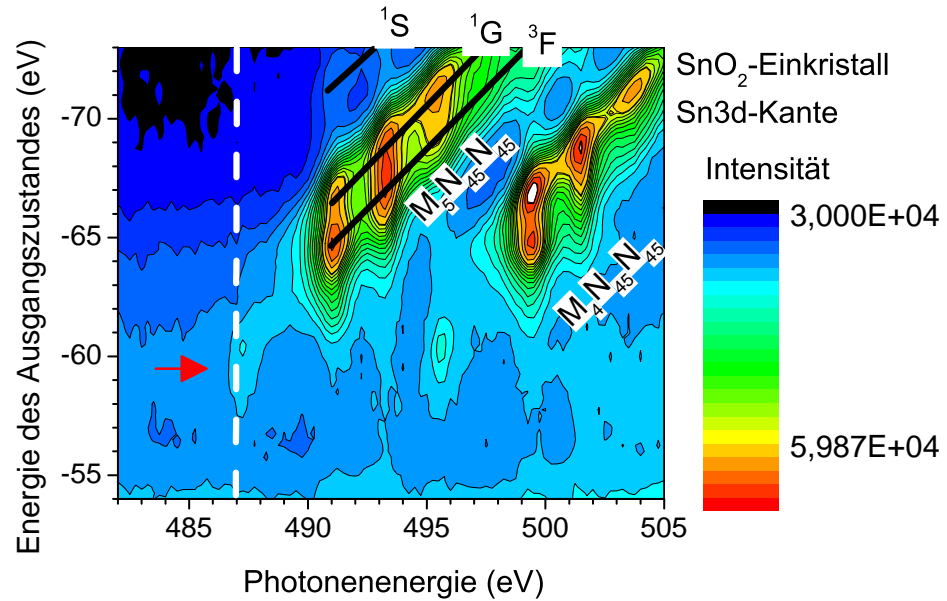 ¹S
¹G
³F
SnO₂-Einkristall
Sn3d-Kante
Intensität
3,000E+04
5,987E+04
Energie des Ausgangszustandes (eV)
-70
-65
-60
-55
M₅N₄₅N₄₅
M₄N₄₅N₄₅
485
490
495
500
505
Photonenenergie (eV)